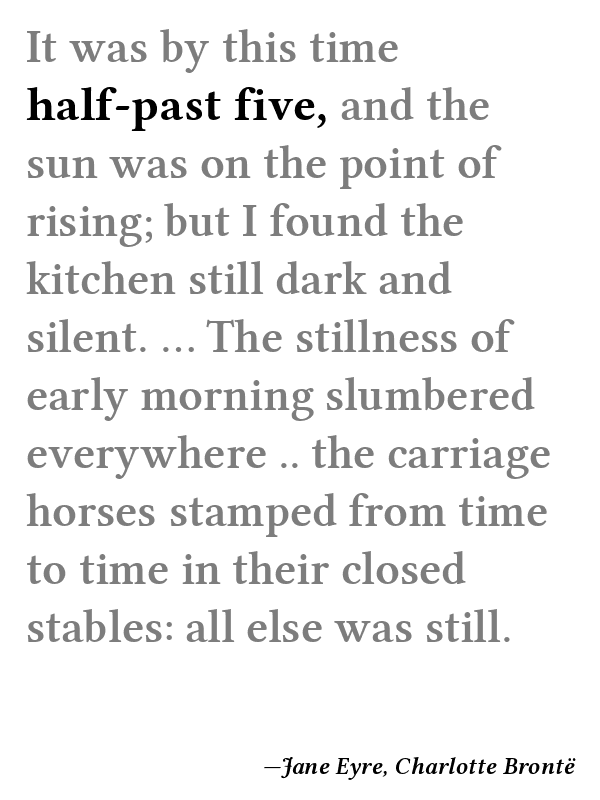 It was by this time
half-past five, and the
sun was on the point of
rising; but I found the
kitchen still dark and
silent. ... The stillness of
early morning slumbered
everywhere .. the carriage
horses stamped from time
to time in their closed
stables: all else was still.
—Jane Eyre, Charlotte Brontë